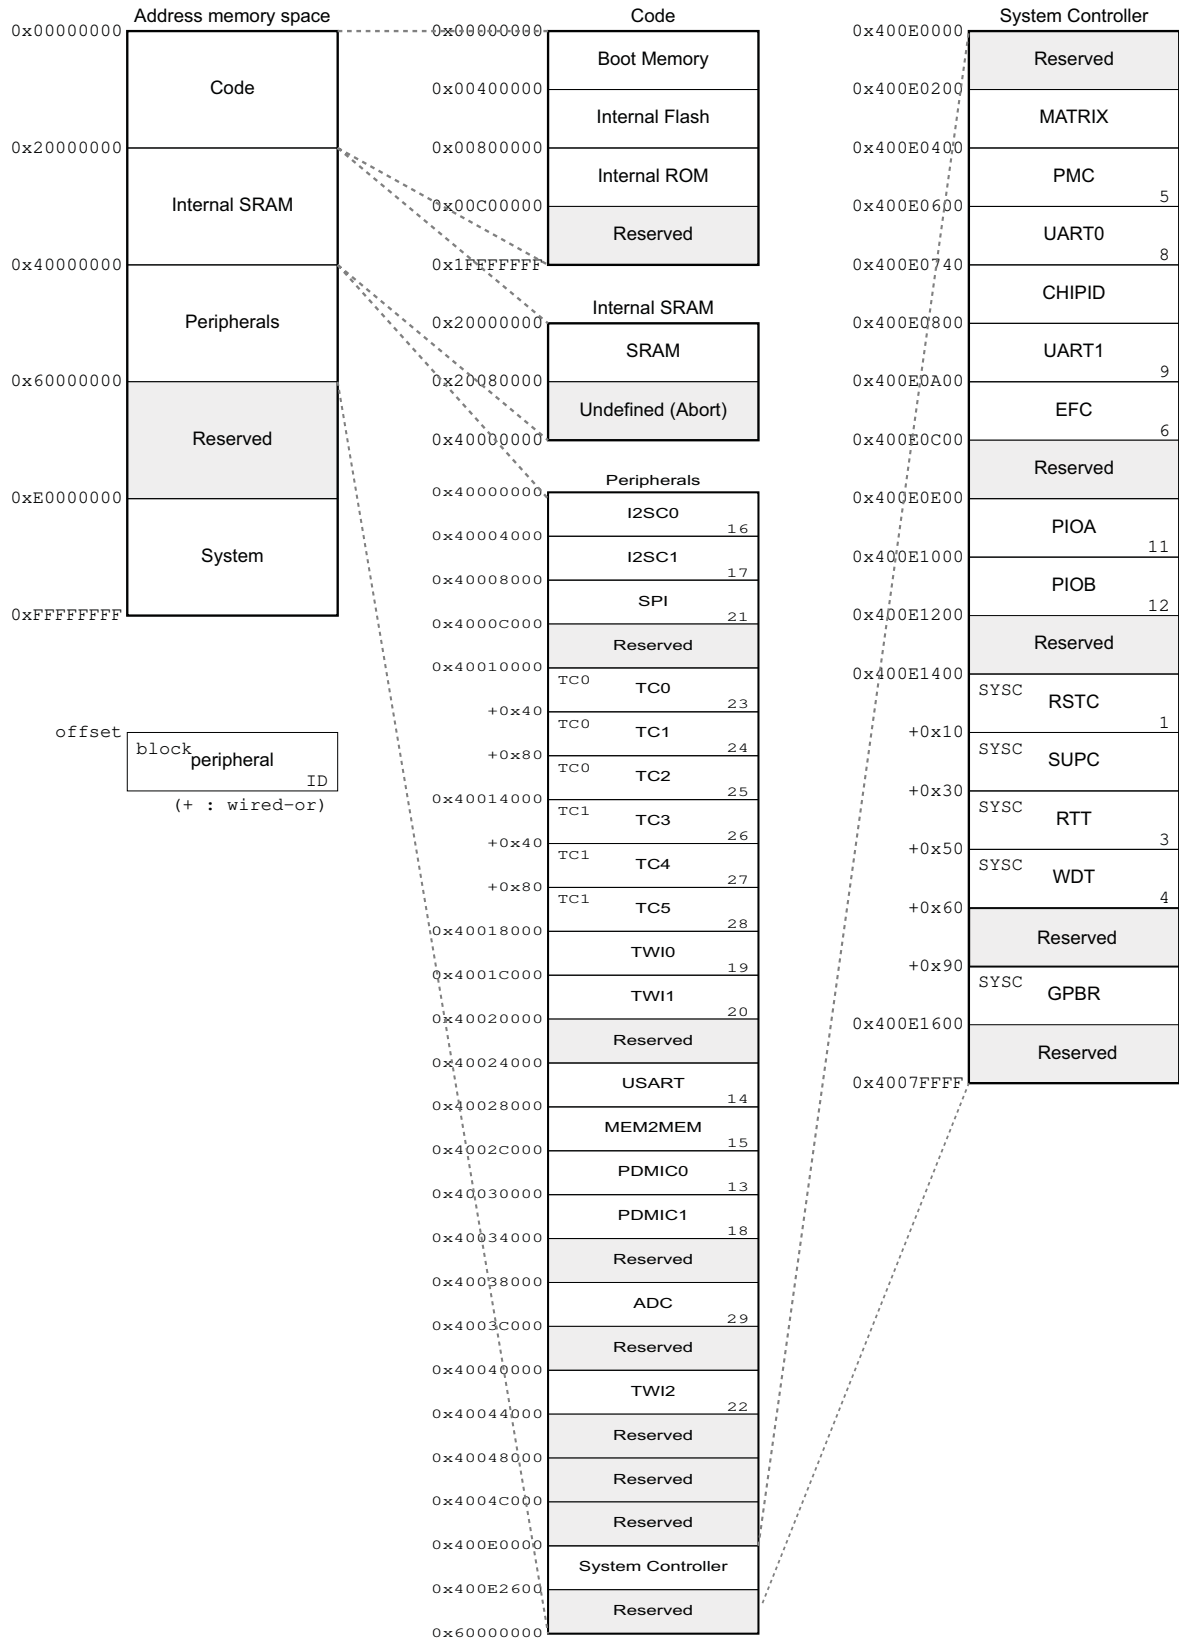 Address memory space
0x00000000
Code
0x20000000
Internal SRAM
0x40000000
Peripherals
0x60000000
Reserved
0xE0000000
System
0xFFFFFFFF
offset
block
peripheral
ID
(+ : wired-or)
Code
0x00000000
Boot Memory
0x00400000
Internal Flash
0x00800000
Internal ROM
0x00C00000
Reserved
0x1FFFFFFF
Internal SRAM
0x20000000
SRAM
0x20080000
Undefined (Abort)
0x40000000
Peripherals
0x40000000
I2SC0
16
0x40004000
I2SC1
17
0x40008000
SPI
21
0x4000C000
Reserved
0x40010000
TC0
TC0
23
+0x40
TC0
TC1
24
+0x80
TC0
TC2
25
0x40014000
TC1
TC3
26
+0x40
TC1
TC4
27
+0x80
TC1
TC5
28
0x40018000
TWI0
19
0x4001C000
TWI1
20
0x40020000
Reserved
0x40024000
USART
14
0x40028000
MEM2MEM
15
0x4002C000
PDMIC0
13
0x40030000
PDMIC1
18
0x40034000
Reserved
0x40038000
ADC
29
0x4003C000
Reserved
0x40040000
TWI2
22
0x40044000
Reserved
0x40048000
Reserved
0x4004C000
Reserved
0x400E0000
System Controller
0x400E2600
Reserved
0x60000000
System Controller
0x400E0000
Reserved
0x400E0200
MATRIX
0x400E0400
PMC
5
0x400E0600
UART0
8
0x400E0740
CHIPID
0x400E0800
UART1
9
0x400E0A00
EFC
6
0x400E0C00
Reserved
0x400E0E00
PIOA
11
0x400E1000
PIOB
12
0x400E1200
Reserved
0x400E1400
SYSC
RSTC
1
+0x10
SYSC
SUPC
+0x30
SYSC
RTT
3
+0x50
SYSC
WDT
4
+0x60
Reserved
+0x90
SYSC
GPBR
0x400E1600
Reserved
0x4007FFFF